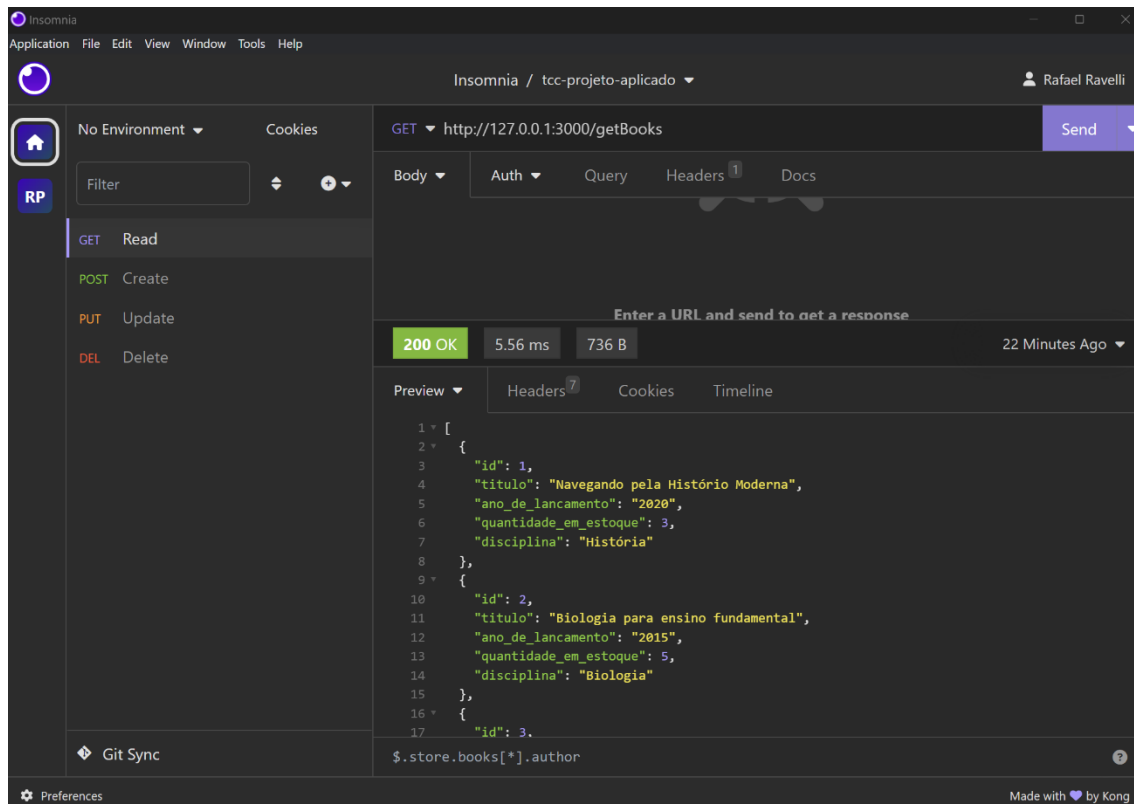 Insomnia
Application File Edit View Window Tools Help
Insomnia / tcc-projeto-aplicado
Rafael Ravelli
No Environment Cookies
GET http://127.0.0.1:3000/getBooks
Send
Filter
Body Auth Query Headers 1 Docs
RP
GET Read
POST Create
PUT Update
DEL Delete
Enter a URL and send to get a response
200 OK 5.56 ms 736 B 22 Minutes Ago
Preview Headers 7 Cookies Timeline
1 [
2 {
3 "id": 1,
4 "titulo": "Navegando pela Histório Moderna",
5 "ano_de_lancamento": "2020",
6 "quantidade_em_estoque": 3,
7 "disciplina": "História"
8 },
9 {
10 "id": 2,
11 "titulo": "Biologia para ensino fundamental",
12 "ano_de_lancamento": "2015",
13 "quantidade_em_estoque": 5,
14 "disciplina": "Biologia"
15 },
16 {
17 "id": 3,
Git Sync
$.store.books[*].author
?
Preferences
Made with 💜 by Kong